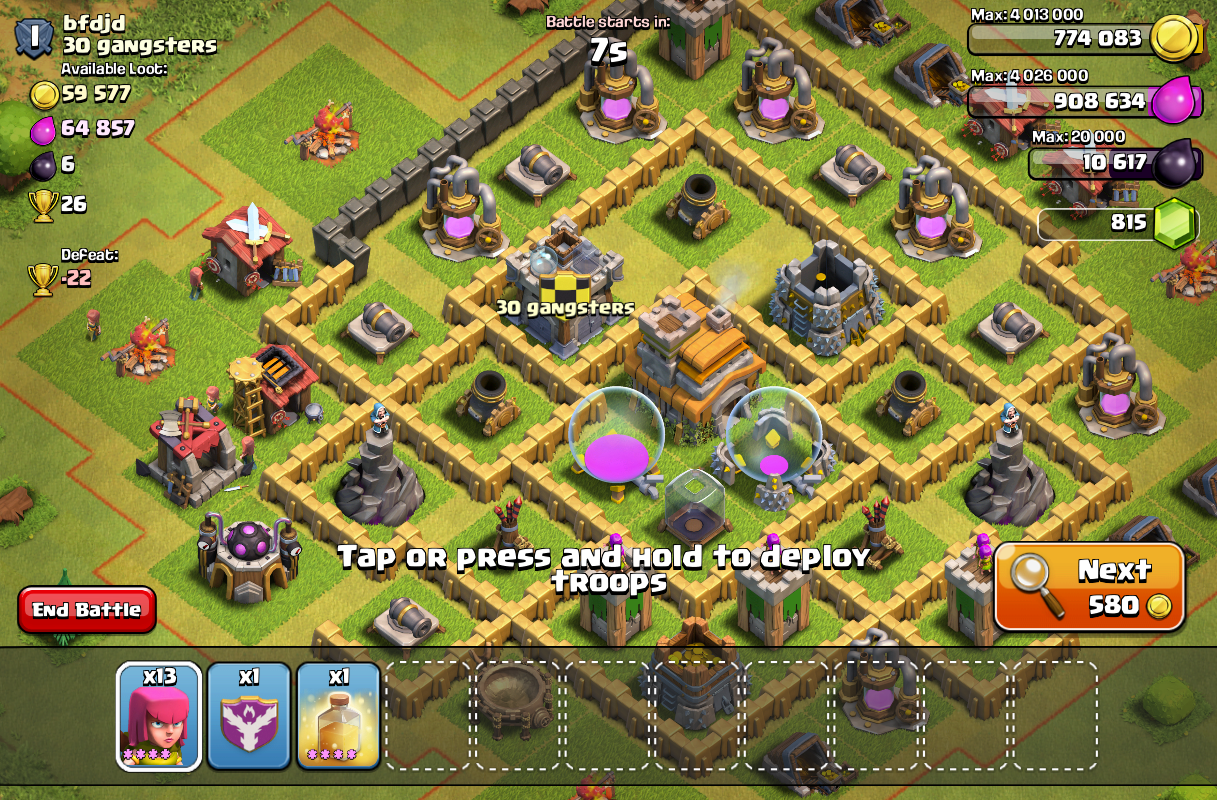 1
bfdjd
30 gangsters
Available Loot:
59 577
64 857
6
26
Defeat:
-22
Battle starts in:
7s
Max: 4 013 000
774 083
Max: 4 026 000
908 634
Max: 20 000
10 617
815
30 gangsters
Tap or press and hold to deploy
troops
End Battle
Next
580
x13
x1
x1